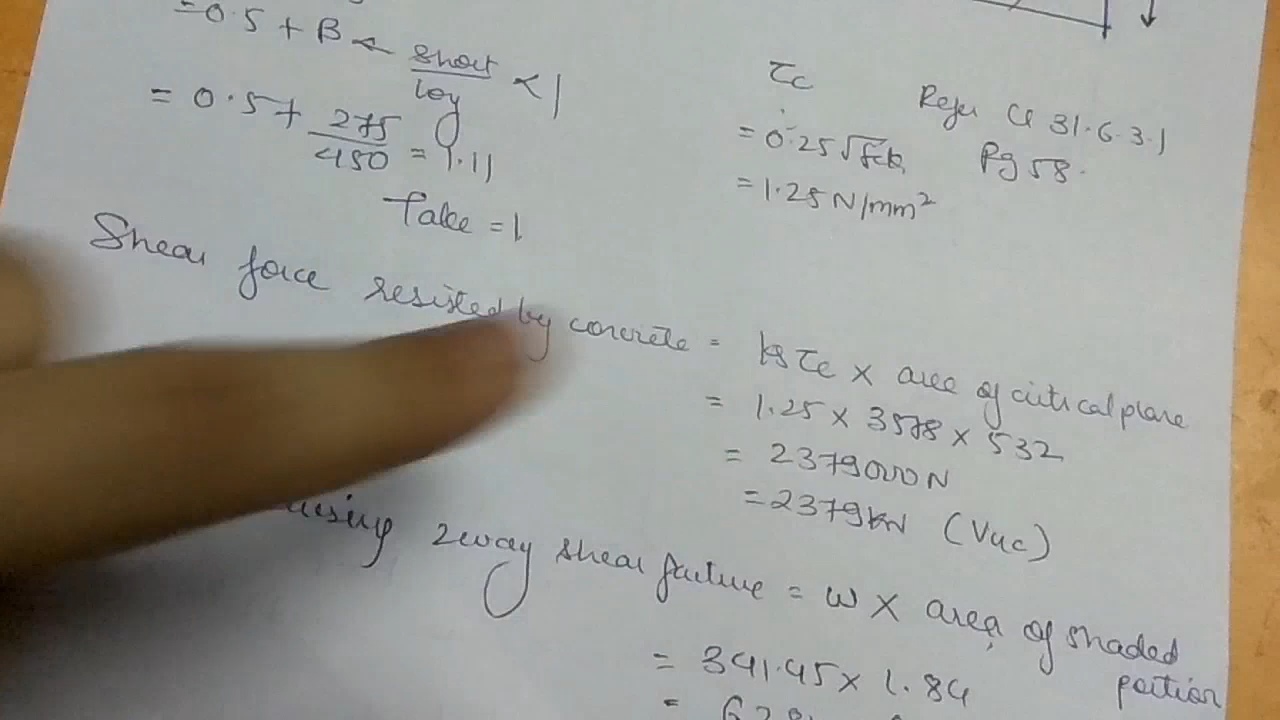 =0.5 + β ← short/long < 1
= 0.5 + 275/450 = 1.11
Take = 1
τc
= 0.25 √fck
= 1.25 N/mm²
Refer Cl 31.6.3.1
Pg 58.
Shear force resisted by concrete = ks τc × area of critical plane
= 1.25 × 3578 × 532
= 2379000 N
= 2379 kN (Vuc)
causing 2way shear failure = w × area of shaded portion
= 341.45 × 1.84
=